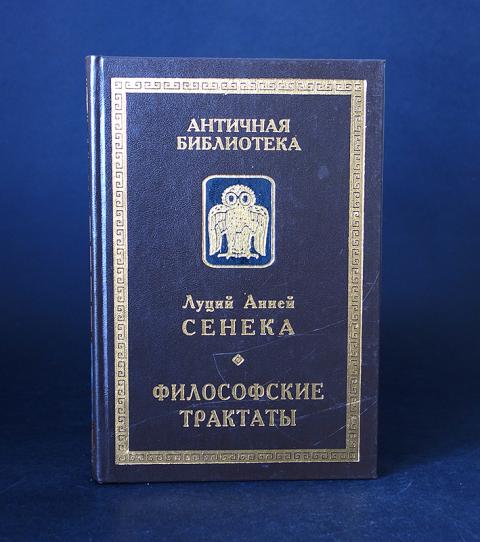 АНТИЧНАЯ
БИБЛИОТЕКА
Луций Анней
СЕНЕКА
ФИЛОСОФСКИЕ
ТРАКТАТЫ